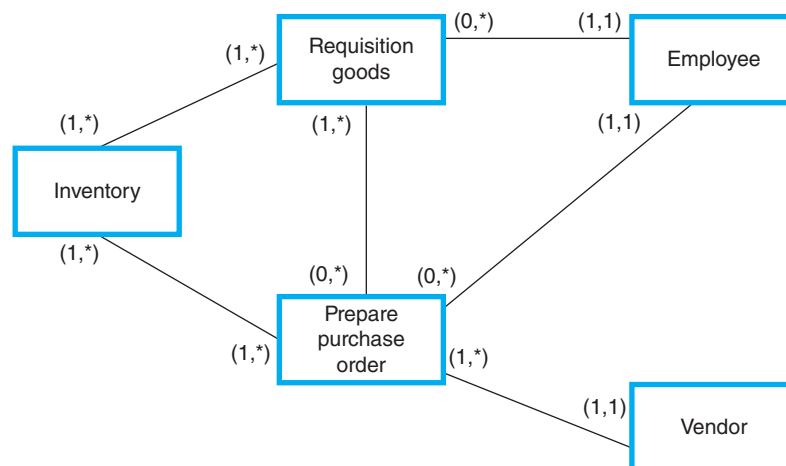 (0,*)
(1,1)
Requisition
goods
Employee
(1,*)
(1,*)
(1,*)
(1,1)
Inventory
(1,*)
(0,*)
(0,*)
Prepare
purchase
order
(1,*)
(1,*)
(1,1)
Vendor